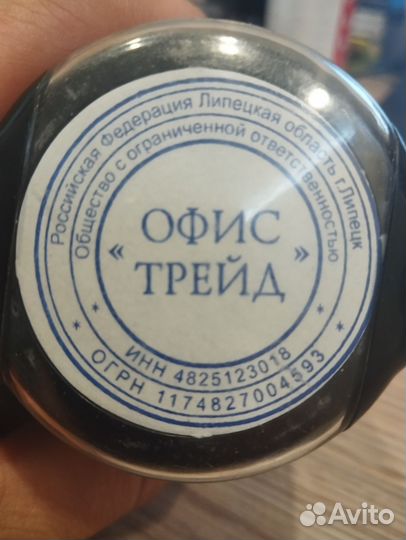 Российская Федерация Липецкая область г.Липецк
Общество с ограниченной ответственностью
« ОФИС
ТРЕЙД »
* ИНН 4825123018 *
* ОГРН 1174827004593 *
Avito